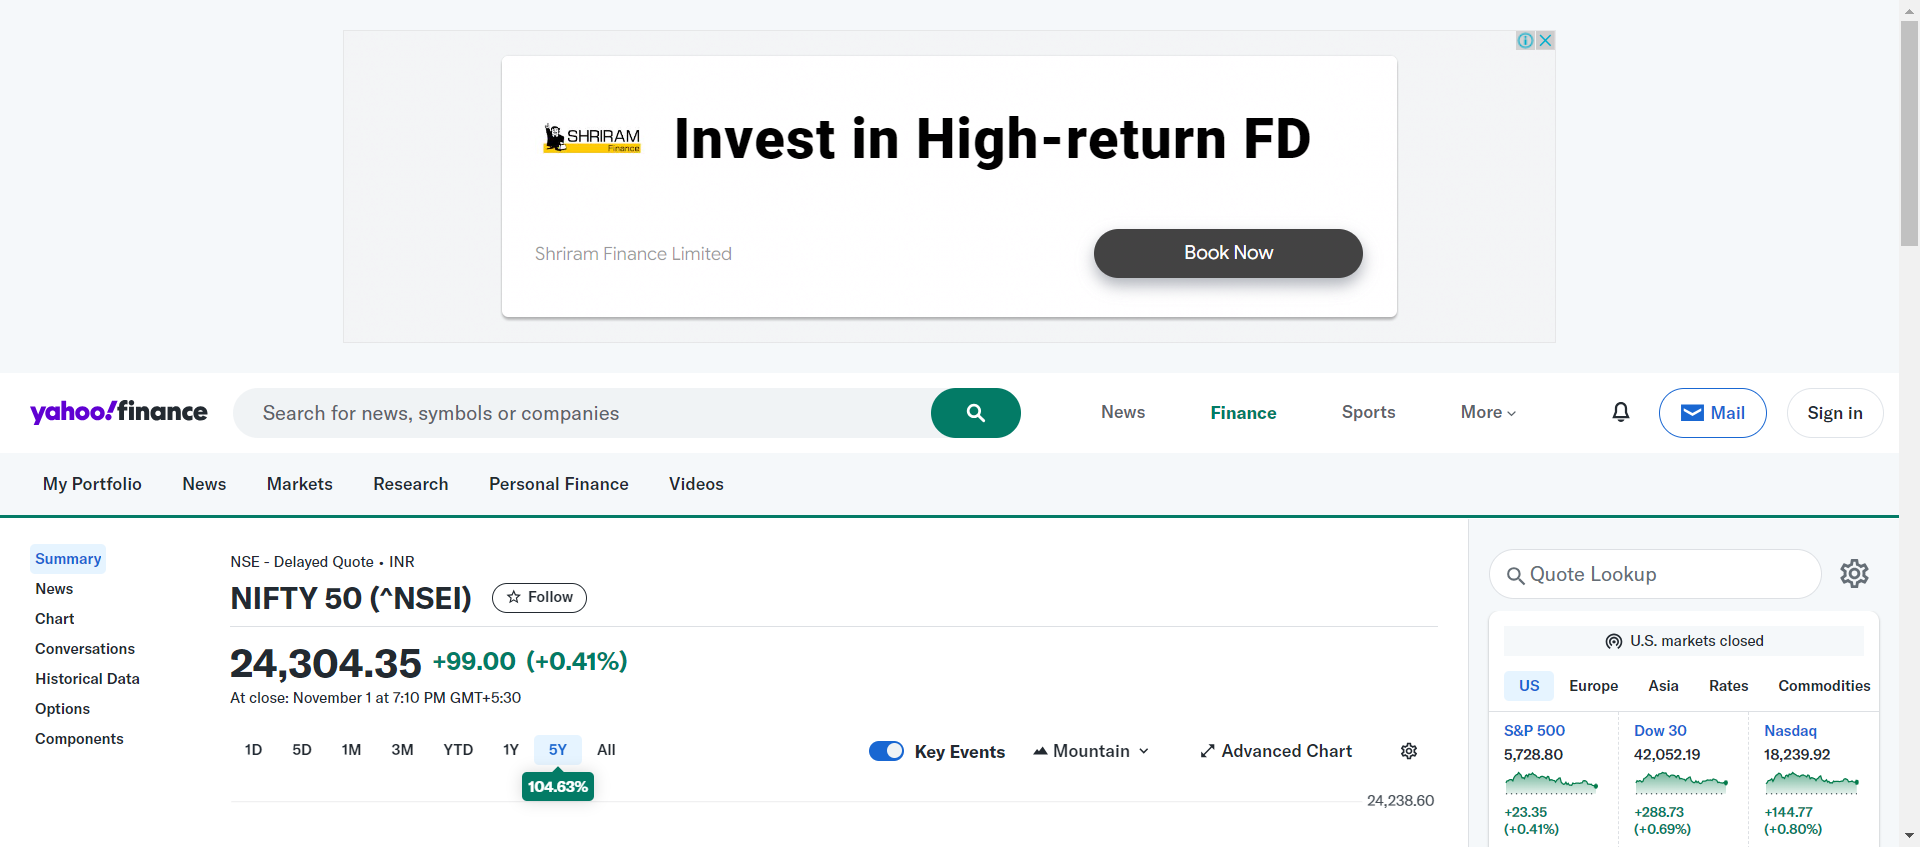 SHRIRAM
Finance
Invest in High-return FD
Shriram Finance Limited
Book Now
yahoo!finance
Search for news, symbols or companies
News
Finance
Sports
More
Mail
Sign in
My Portfolio
News
Markets
Research
Personal Finance
Videos
Summary
News
Chart
Conversations
Historical Data
Options
Components
NSE - Delayed Quote • INR
NIFTY 50 (^NSEI)
Follow
24,304.35 +99.00 (+0.41%)
At close: November 1 at 7:10 PM GMT+5:30
1D 5D 1M 3M YTD 1Y 5Y All
104.63%
Key Events
Mountain
Advanced Chart
24,238.60
Quote Lookup
U.S. markets closed
US Europe Asia Rates Commodities
S&P 500
5,728.80
+23.35
(+0.41%)
Dow 30
42,052.19
+288.73
(+0.69%)
Nasdaq
18,239.92
+144.77
(+0.80%)